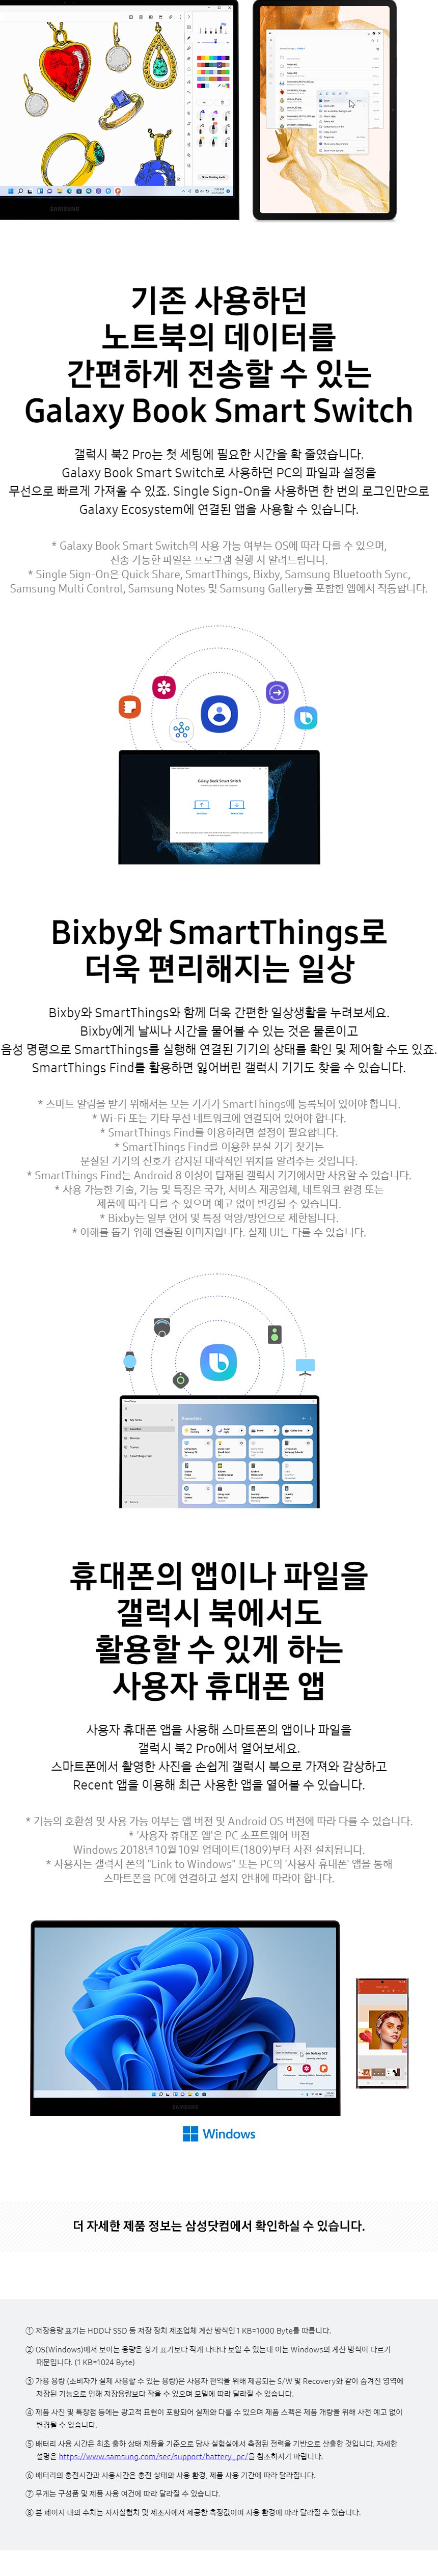 SAMSUNG
기존 사용하던
노트북의 데이터를
간편하게 전송할 수 있는
Galaxy Book Smart Switch
갤럭시 북2 Pro는 첫 세팅에 필요한 시간을 확 줄였습니다.
Galaxy Book Smart Switch로 사용하던 PC의 파일과 설정을
무선으로 빠르게 가져올 수 있죠. Single Sign-On을 사용하면 한 번의 로그인만으로
Galaxy Ecosystem에 연결된 앱을 사용할 수 있습니다.
* Galaxy Book Smart Switch의 사용 가능 여부는 OS에 따라 다를 수 있으며,
전송 가능한 파일은 프로그램 실행 시 알려드립니다.
* Single Sign-On은 Quick Share, SmartThings, Bixby, Samsung Bluetooth Sync,
Samsung Multi Control, Samsung Notes 및 Samsung Gallery를 포함한 앱에서 작동합니다.
Galaxy Book Smart Switch
Bixby와 SmartThings로
더욱 편리해지는 일상
Bixby와 SmartThings와 함께 더욱 간편한 일상생활을 누려보세요.
Bixby에게 날씨나 시간을 물어볼 수 있는 것은 물론이고
음성 명령으로 SmartThings를 실행해 연결된 기기의 상태를 확인 및 제어할 수도 있죠.
SmartThings Find를 활용하면 잃어버린 갤럭시 기기도 찾을 수 있습니다.
* 스마트 알림을 받기 위해서는 모든 기기가 SmartThings에 등록되어 있어야 합니다.
* Wi-Fi 또는 기타 무선 네트워크에 연결되어 있어야 합니다.
* SmartThings Find를 이용하려면 설정이 필요합니다.
* SmartThings Find를 이용한 분실 기기 찾기는
분실된 기기의 신호가 감지된 대략적인 위치를 알려주는 것입니다.
* SmartThings Find는 Android 8 이상이 탑재된 갤럭시 기기에서만 사용할 수 있습니다.
* 사용 가능한 기술, 기능 및 특징은 국가, 서비스 제공업체, 네트워크 환경 또는
제품에 따라 다를 수 있으며 예고 없이 변경될 수 있습니다.
* Bixby는 일부 언어 및 특정 억양/방언으로 제한됩니다.
* 이해를 돕기 위해 연출된 이미지입니다. 실제 UI는 다를 수 있습니다.
Favorites
휴대폰의 앱이나 파일을
갤럭시 북에서도
활용할 수 있게 하는
사용자 휴대폰 앱
사용자 휴대폰 앱을 사용해 스마트폰의 앱이나 파일을
갤럭시 북2 Pro에서 열어보세요.
스마트폰에서 촬영한 사진을 손쉽게 갤럭시 북으로 가져와 감상하고
Recent 앱을 이용해 최근 사용한 앱을 열어볼 수 있습니다.
* 기능의 호환성 및 사용 가능 여부는 앱 버전 및 Android OS 버전에 따라 다를 수 있습니다.
* '사용자 휴대폰 앱'은 PC 소프트웨어 버전
Windows 2018년 10월 10일 업데이트(1809)부터 사전 설치됩니다.
* 사용자는 갤럭시 폰의 "Link to Windows" 또는 PC의 '사용자 휴대폰' 앱을 통해
스마트폰을 PC에 연결하고 설치 안내에 따라야 합니다.
SAMSUNG
Windows
더 자세한 제품 정보는 삼성닷컴에서 확인하실 수 있습니다.
① 저장용량 표기는 HDD나 SSD 등 저장 장치 제조업체 계산 방식인 1 KB=1000 Byte를 따릅니다.
② OS(Windows)에서 보이는 용량은 상기 표기보다 작게 나타나 보일 수 있는데 이는 Windows의 계산 방식이 다르기
때문입니다. (1 KB=1024 Byte)
③ 가용 용량 (소비자가 실제 사용할 수 있는 용량)은 사용자 편익을 위해 제공되는 S/W 및 Recovery와 같이 숨겨진 영역에
저장된 기능으로 인해 저장용량보다 작을 수 있으며 모델에 따라 달라질 수 있습니다.
④ 제품 사진 및 특장점 등에는 광고적 표현이 포함되어 실제와 다를 수 있으며 제품 스펙은 제품 개량을 위해 사전 예고 없이
변경될 수 있습니다.
⑤ 배터리 사용 시간은 최초 출하 상태 제품을 기준으로 당사 실험실에서 측정된 전력을 기반으로 산출한 것입니다. 자세한
설명은 https://www.samsung.com/sec/support/battery_pc/을 참조하시기 바랍니다.
⑥ 배터리의 충전시간과 사용시간은 충전 상태와 사용 환경, 제품 사용 기간에 따라 달라집니다.
⑦ 무게는 구성품 및 제품 사용 여건에 따라 달라질 수 있습니다.
⑧ 본 페이지 내의 수치는 자사실험치 및 제조사에서 제공한 측정값이며 사용 환경에 따라 달라질 수 있습니다.